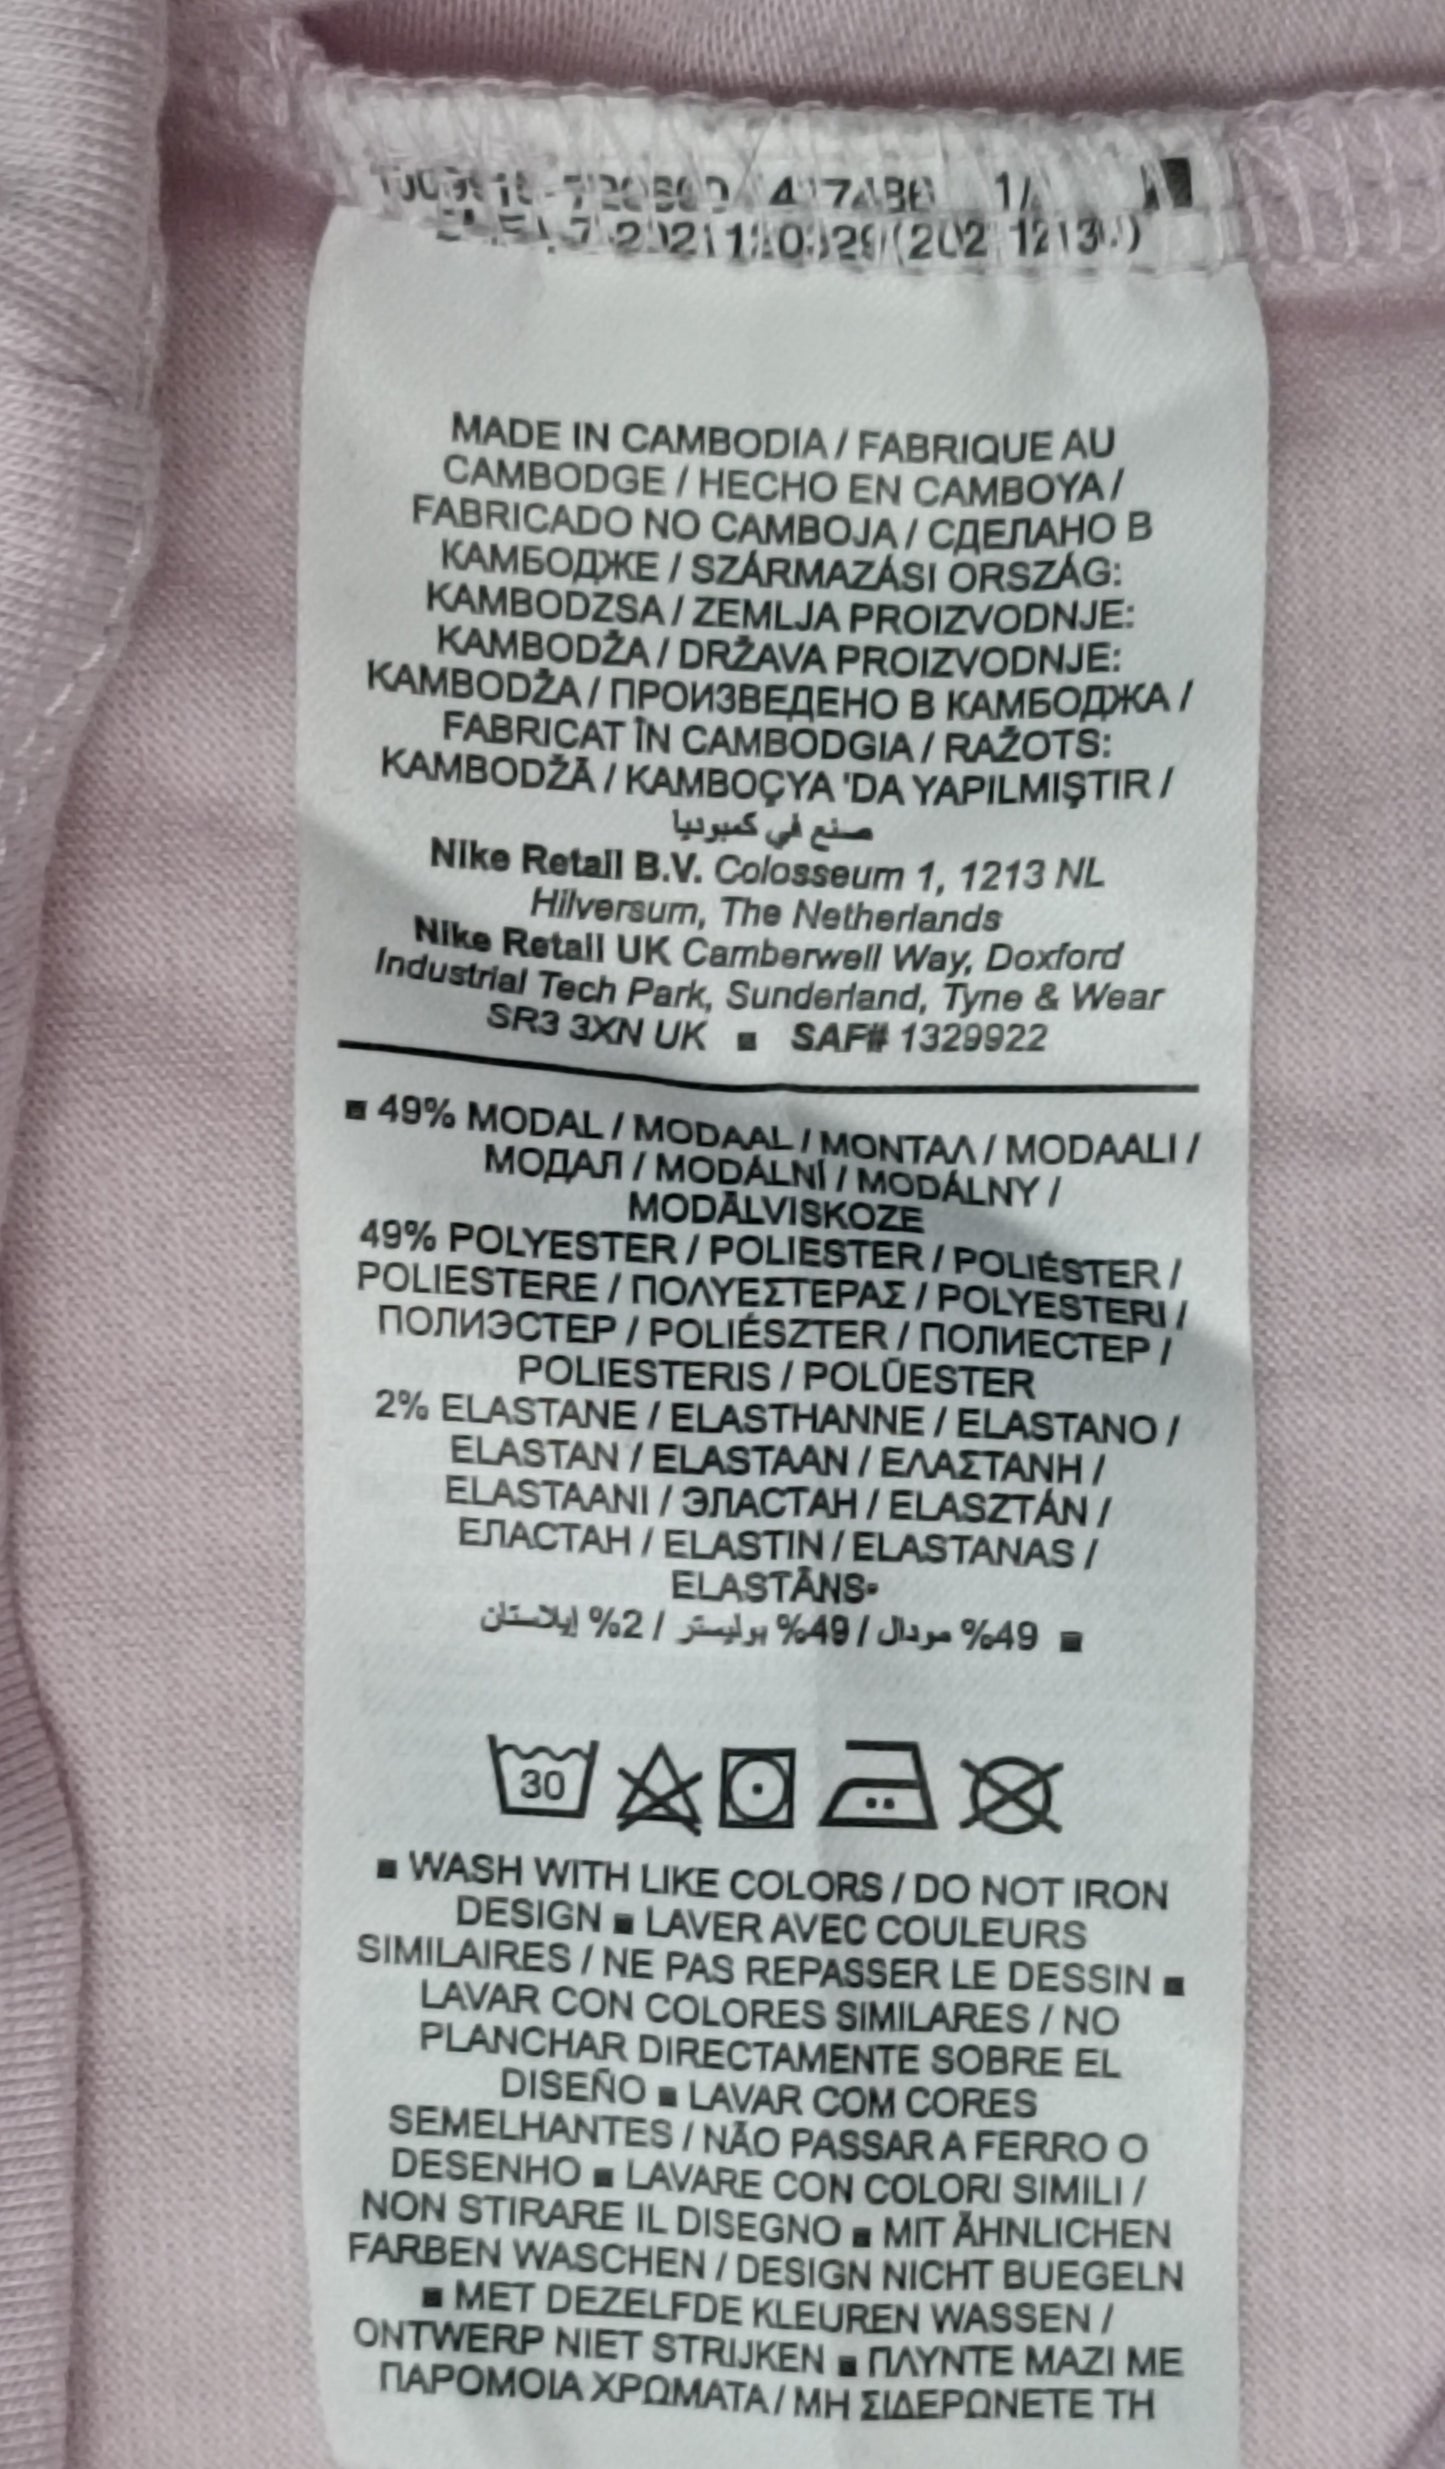 MADE IN CAMBODIA / FABRIQUE AU
CAMBODGE / HECHO EN CAMBOYA /
FABRICADO NO CAMBOJA / СДЕЛАНО В
КАМБОДЖЕ / SZÁRMAZÁSI ORSZÁG:
KAMBODZSA / ZEMLJA PROIZVODNJE:
KAMBODŽA / DRŽAVA PROIZVODNJE:
KAMBODŽA / ПРОИЗВЕДЕНО В КАМБОДЖА /
FABRICAT ÎN CAMBODGIA / RAŽOTS:
KAMBODŽĀ / KAMBOÇYA 'DA YAPILMIŞTIR /
صنع في كمبوديا
Nike Retail B.V. Colosseum 1, 1213 NL
Hilversum, The Netherlands
Nike Retail UK Camberwell Way, Doxford
Industrial Tech Park, Sunderland, Tyne & Wear
SR3 3XN UK ■ SAF# 1329922
■ 49% MODAL / MODAAL / ΜΟΝΤΑΛ / MODAALI /
МОДАЛ / MODÁLNÍ / MODÁLNY /
MODĀLVISKOZE
49% POLYESTER / POLIESTER / POLIÉSTER /
POLIESTERE / ΠΟΛΥΕΣΤΕΡΑΣ / POLYESTERI /
ПОЛИЭСТЕР / POLIÉSZTER / ПОЛИЕСТЕР /
POLIESTERIS / POLÜESTER
2% ELASTANE / ELASTHANNE / ELASTANO /
ELASTAN / ELASTAAN / ΕΛΑΣΤΑΝΗ /
ELASTAANI / ЭЛАСТАН / ELASZTÁN /
ЕЛАСТАН / ELASTIN / ELASTANAS /
ELASTĀNS▪
■ 49% مودال / 49% بوليستر / 2% إيلاستان
30
■ WASH WITH LIKE COLORS / DO NOT IRON
DESIGN ■ LAVER AVEC COULEURS
SIMILAIRES / NE PAS REPASSER LE DESSIN ■
LAVAR CON COLORES SIMILARES / NO
PLANCHAR DIRECTAMENTE SOBRE EL
DISEÑO ■ LAVAR COM CORES
SEMELHANTES / NÃO PASSAR A FERRO O
DESENHO ■ LAVARE CON COLORI SIMILI /
NON STIRARE IL DISEGNO ■ MIT ÄHNLICHEN
FARBEN WASCHEN / DESIGN NICHT BUEGELN
■ MET DEZELFDE KLEUREN WASSEN /
ONTWERP NIET STRIJKEN ■ ΠΛΥΝΤΕ ΜΑΖΙ ΜΕ
ΠΑΡΟΜΟΙΑ ΧΡΩΜΑΤΑ / ΜΗ ΣΙΔΕΡΩΝΕΤΕ ΤΗ